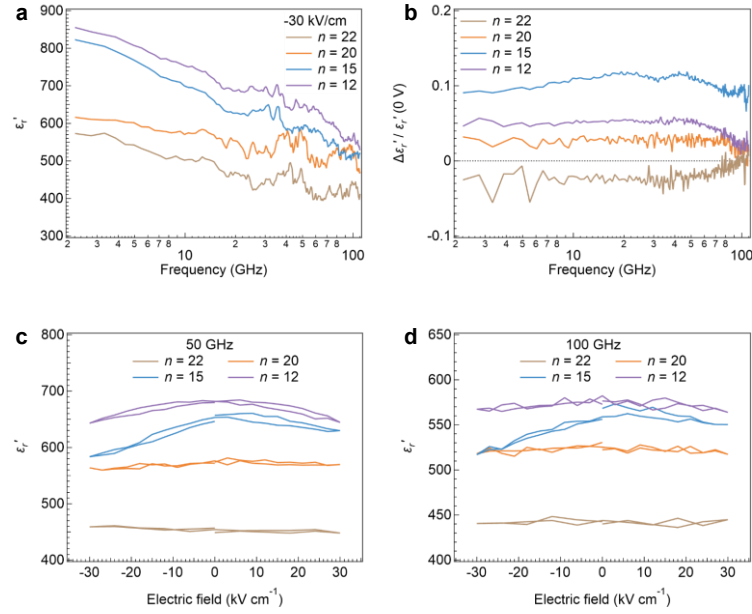 a
-30 kV/cm
n = 22
n = 20
n = 15
n = 12
900
800
700
600
500
400
300
εr′
2 3 4 5 6 7 8 10 2 3 4 5 6 7 8 100
Frequency (GHz)
b
n = 22
n = 20
n = 15
n = 12
0.2
0.1
0
-0.1
Δεr′ / εr′ (0 V)
2 3 4 5 6 7 8 10 2 3 4 5 6 7 8 100
Frequency (GHz)
c
50 GHz
n = 22 n = 20
n = 15 n = 12
800
700
600
500
400
εr′
-30 -20 -10 0 10 20 30
Electric field (kV cm⁻¹)
d
100 GHz
n = 22 n = 20
n = 15 n = 12
650
600
550
500
450
400
εr′
-30 -20 -10 0 10 20 30
Electric field (kV cm⁻¹)